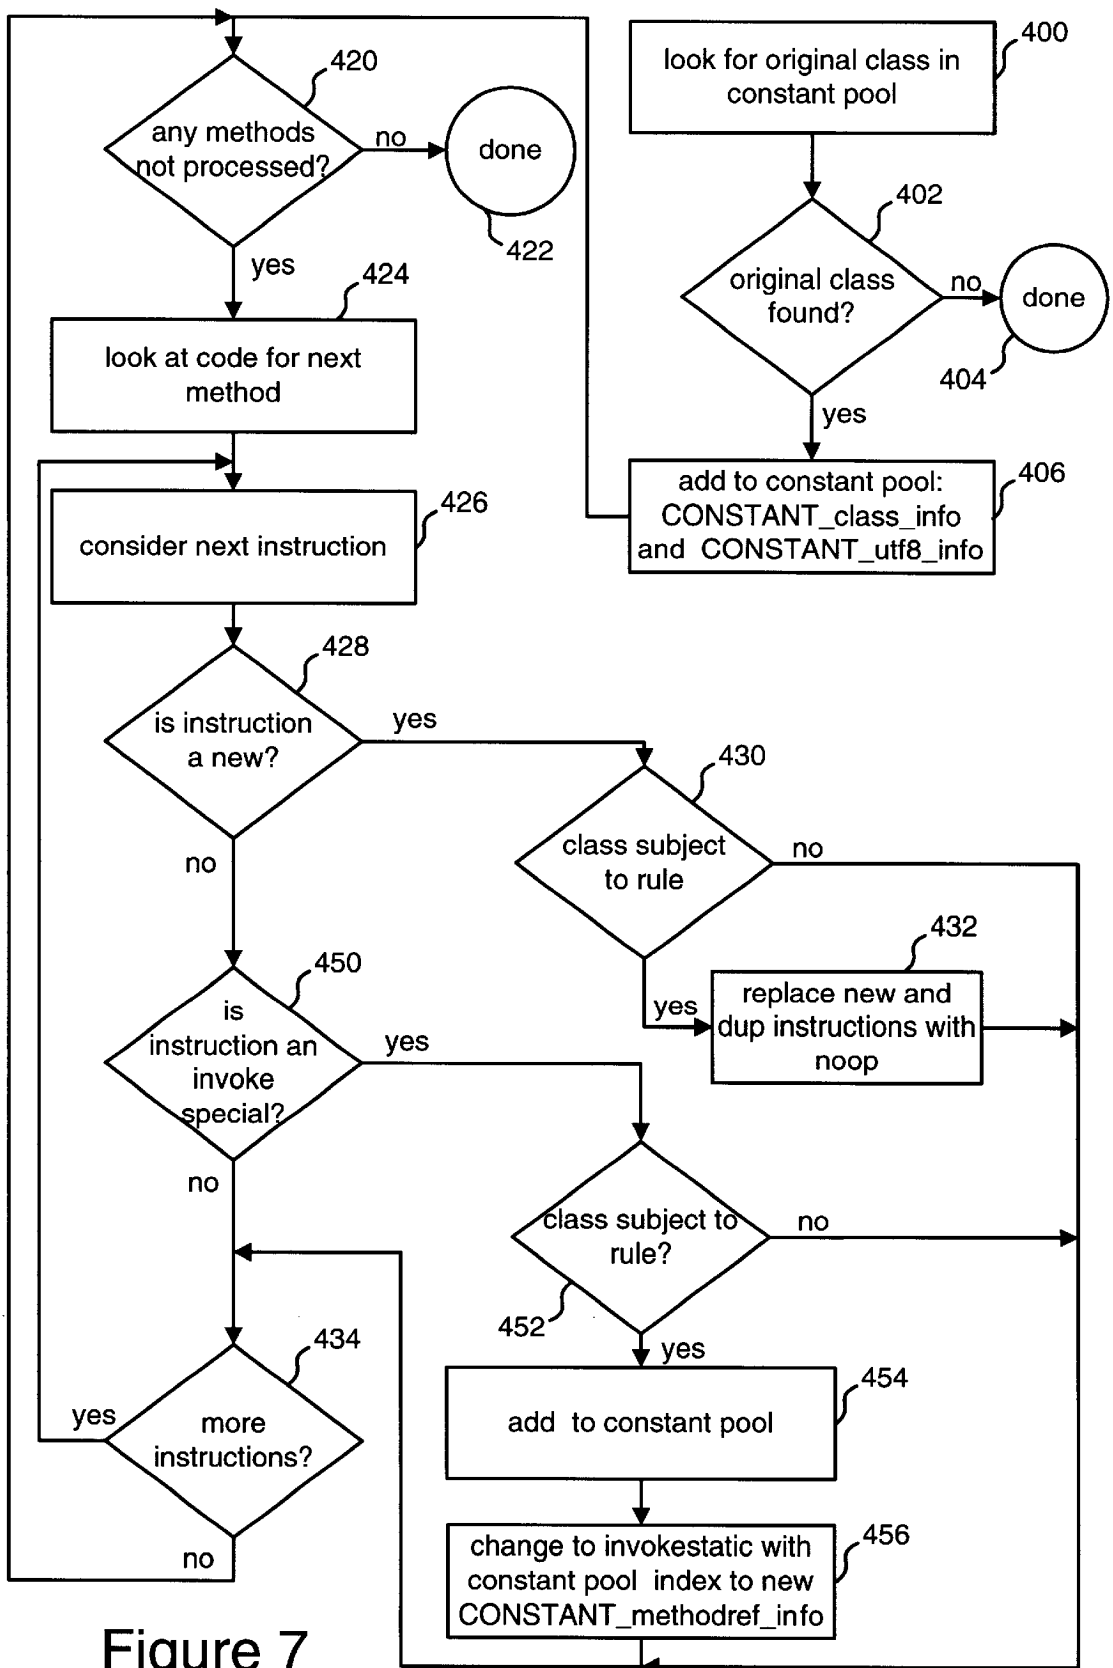 400
look for original class in
constant pool
402
original class
found?
no
done
404
yes
add to constant pool:
CONSTANT_class_info
and CONSTANT_utf8_info
406
420
any methods
not processed?
no
done
422
yes
424
look at code for next
method
426
consider next instruction
428
is instruction
a new?
yes
no
430
class subject
to rule
no
yes
432
replace new and
dup instructions with
noop
450
is
instruction an
invoke
special?
yes
no
class subject to
rule?
no
452
yes
454
add to constant pool
456
change to invokestatic with
constant pool index to new
CONSTANT_methodref_info
434
more
instructions?
yes
no
Figure 7